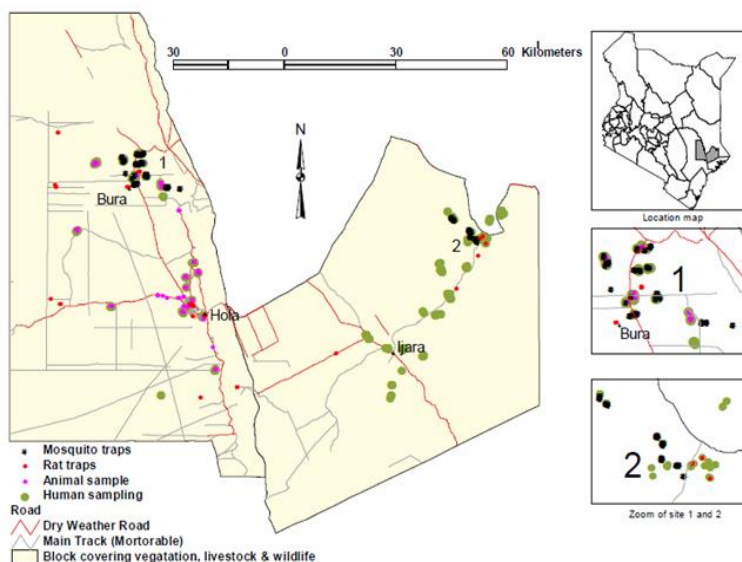 30 0 30 60 Kilometers
N
1
Bura
2
Hola
Ijara
Mosquito traps
Rat traps
Animal sample
Human sampling
Road
Dry Weather Road
Main Track (Mortorable)
Block covering vegatation, livestock & wildlife
Location map
1
Bura
2
Zoom of site 1 and 2